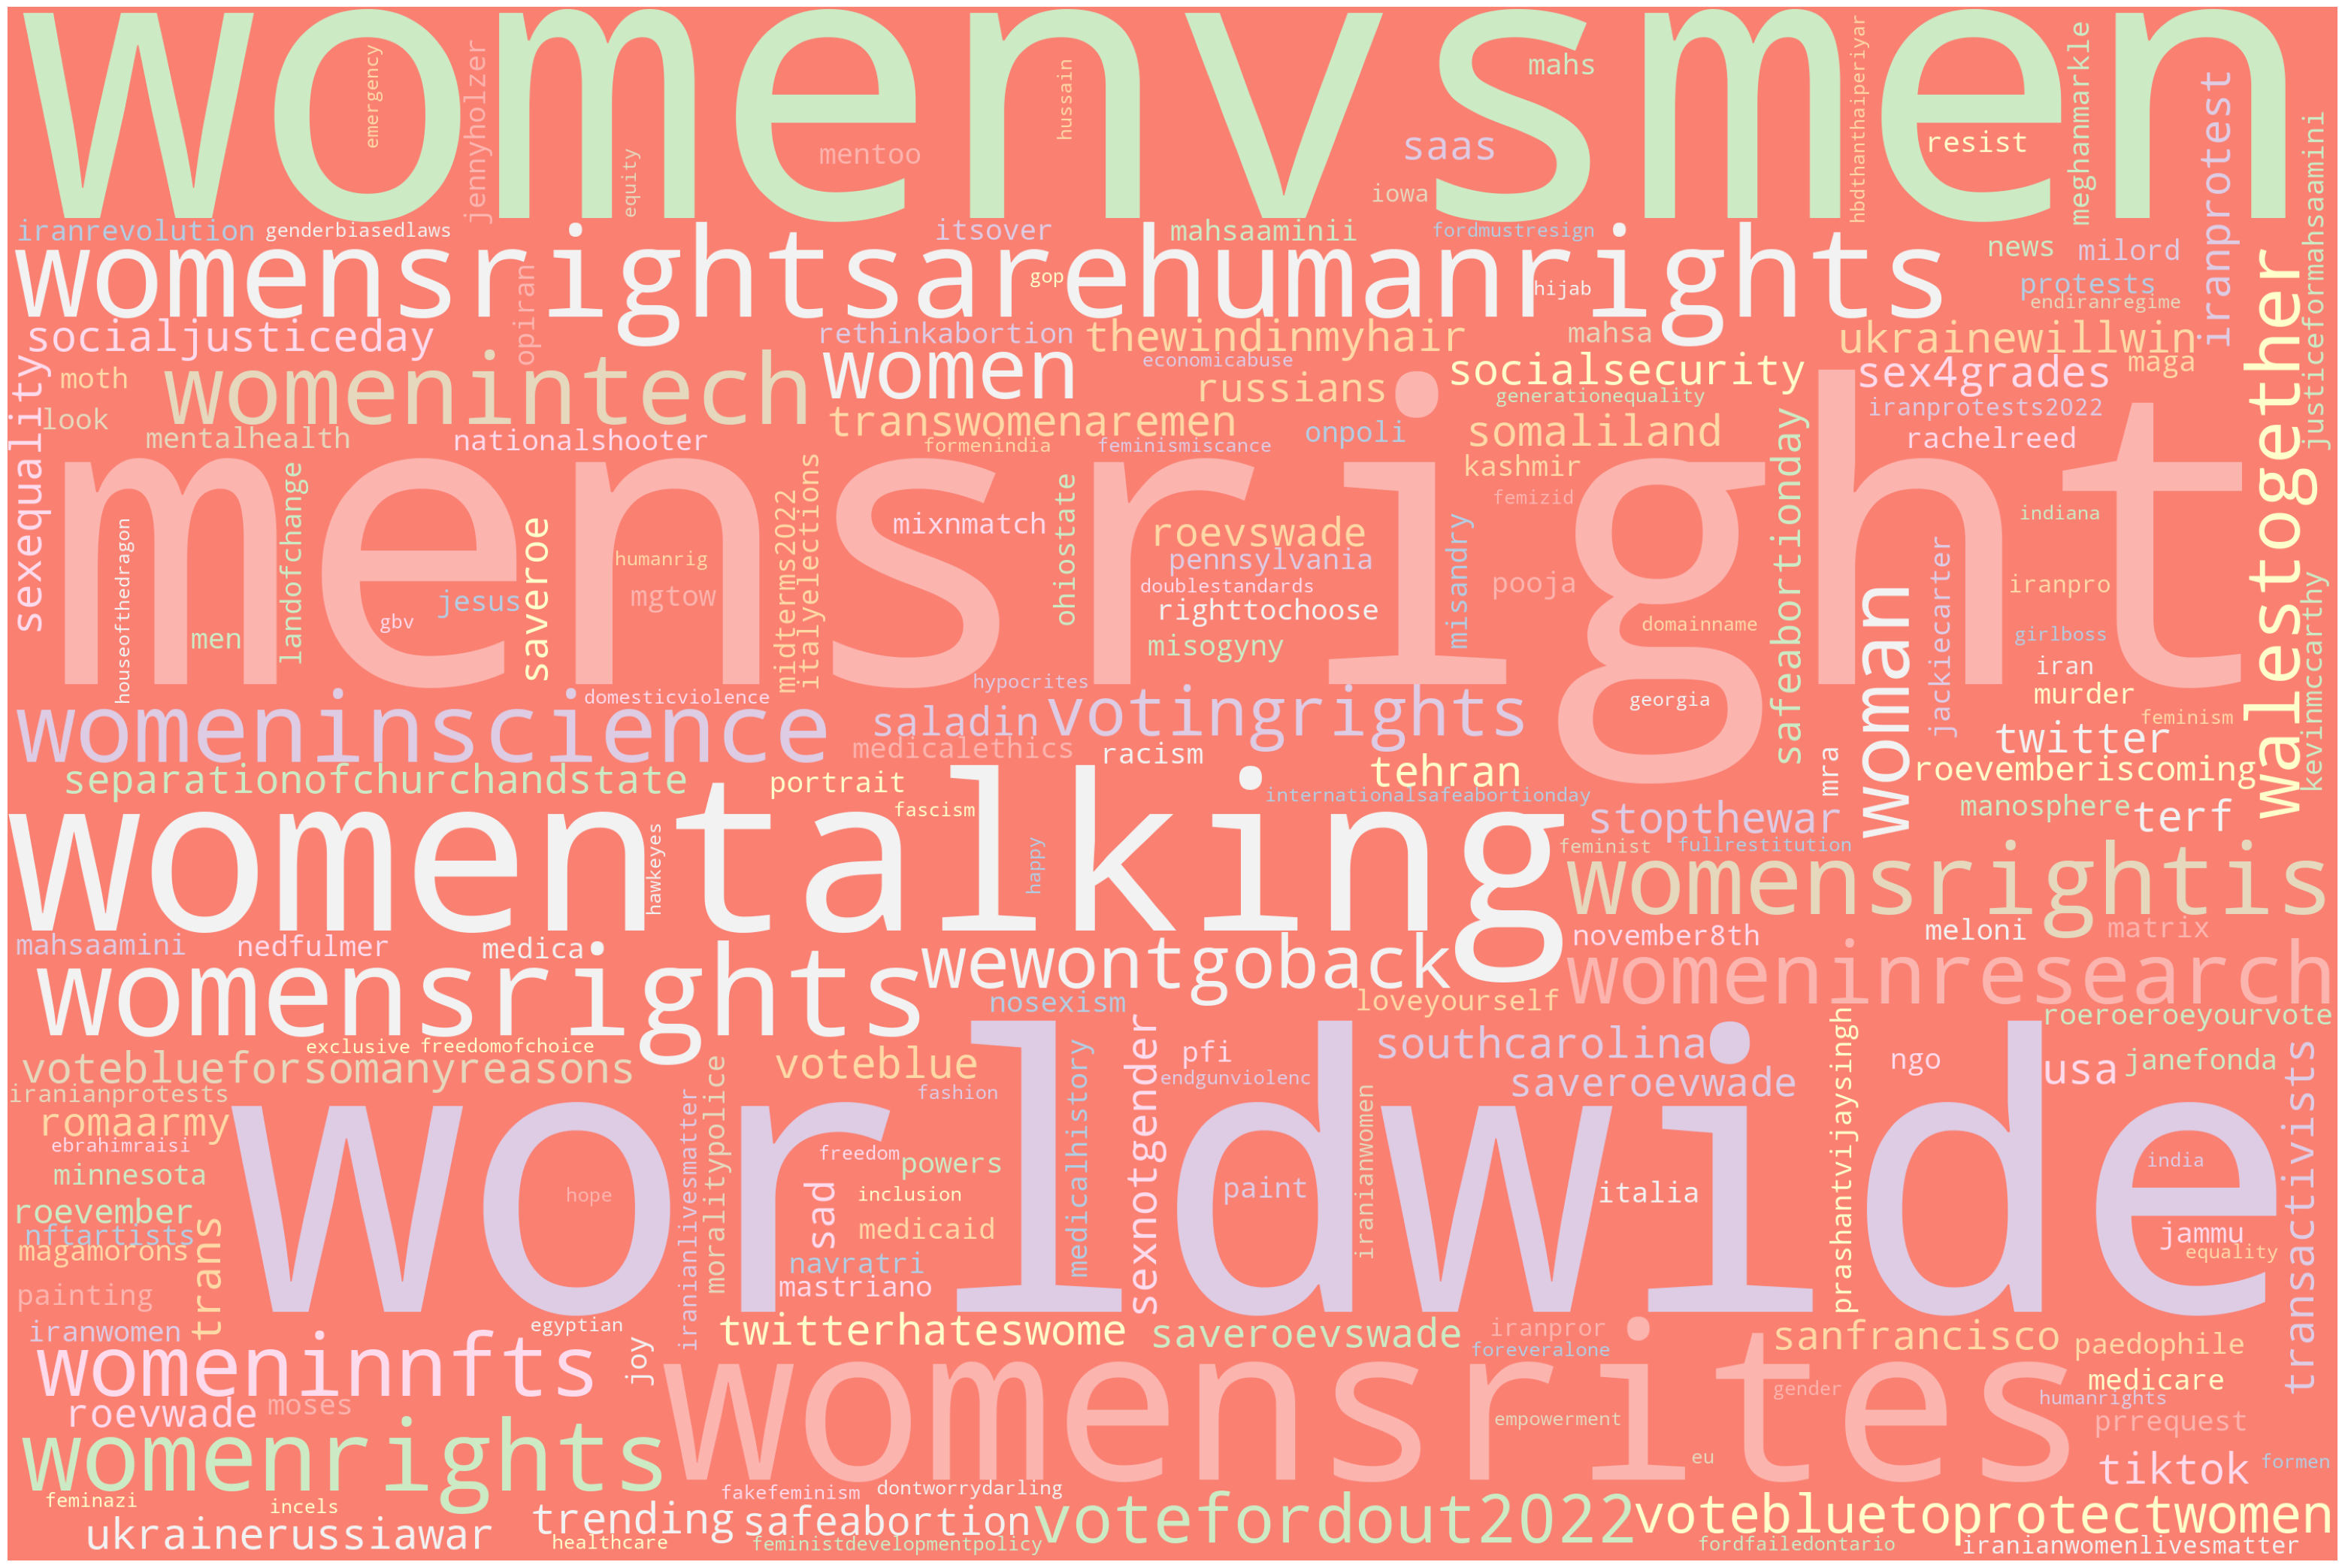 womenvsmen
emergency
jennyholzer
equity
mentoo
hussain
saas
iowa
mahs
hbdthanthaiperiyar
resist
meghanmarkle
iranprotest
justiceformahsaamini
iranrevolution
genderbiasedlaws
itsover
mahsaaminii
fordmustresign
news
milord
womensrightsarehumanrights
gop
hijab
protests
endiranregime
walestogether
socialjusticeday
opiran
rethinkabortion
thewindinmyhair
mahsa
ukrainewillwin
sexequality
moth
womenintech
women
economicabuse
socialsecurity
sex4grades
maga
look
russians
generationequality
iranprotests2022
mentalhealth
nationalshooter
transwomenaremen
formenindia
feminismiscance
onpoli
somaliland
safeabortionday
rachelreed
mensright
landofchange
kashmir
femizid
houseofthedragon
saveroe
midterms2022
italyelections
mixnmatch
ohiostate
roevswade
misandry
indiana
humanrig
pennsylvania
doublestandards
pooja
woman
jackiecarter
iranpro
kevinmccarthy
jesus
mgtow
righttochoose
gbv
domainname
girlboss
men
misogyny
iran
hypocrites
georgia
murder
domesticviolence
womeninscience
saladin
votingrights
feminism
medicalethics
racism
twitter
separationofchurchandstate
portrait
tehran
mra
roevemberiscoming
internationalsafeabortionday
fascism
womentalking
stopthewar
manosphere
terf
hawkeyes
happy
feminist
fullrestitution
womensrightis
mahsaamini
nedfulmer
medica
wewontgoback
november8th
meloni
matrix
womensrights
womeninresearch
nosexism
loveyourself
roeroeroeyourvote
exclusive
freedomofchoice
voteblueforsomanyreasons
moralitypolice
voteblue
medicalhistory
sexnotgender
pfi
southcarolina
prashantvijaysingh
ngo
usa
janefonda
transactivists
endgunviolenc
saveroevwade
iranianprotests
iranianlivesmatter
fashion
iranianwomen
worldwide
romaarmy
ebrahimraisi
freedom
powers
india
minnesota
hope
sad
inclusion
paint
italia
roevember
nftartists
trans
medicaid
jammu
magamorons
navratri
equality
mastriano
painting
iranwomen
egyptian
twitterhateswome
saveroevswade
iranpror
sanfrancisco
paedophile
foreveralone
womeninnfts
joy
womensrites
gender
medicare
humanrights
roevwade
moses
empowerment
prrequest
womenrights
eu
tiktok
formen
feminazi
incels
fakefeminism
dontworrydarling
trending
safeabortion
votefordout2022
votebluetoprotectwomen
ukrainerussiawar
healthcare
feministdevelopmentpolicy
fordfailedontario
iranianwomenlivesmatter